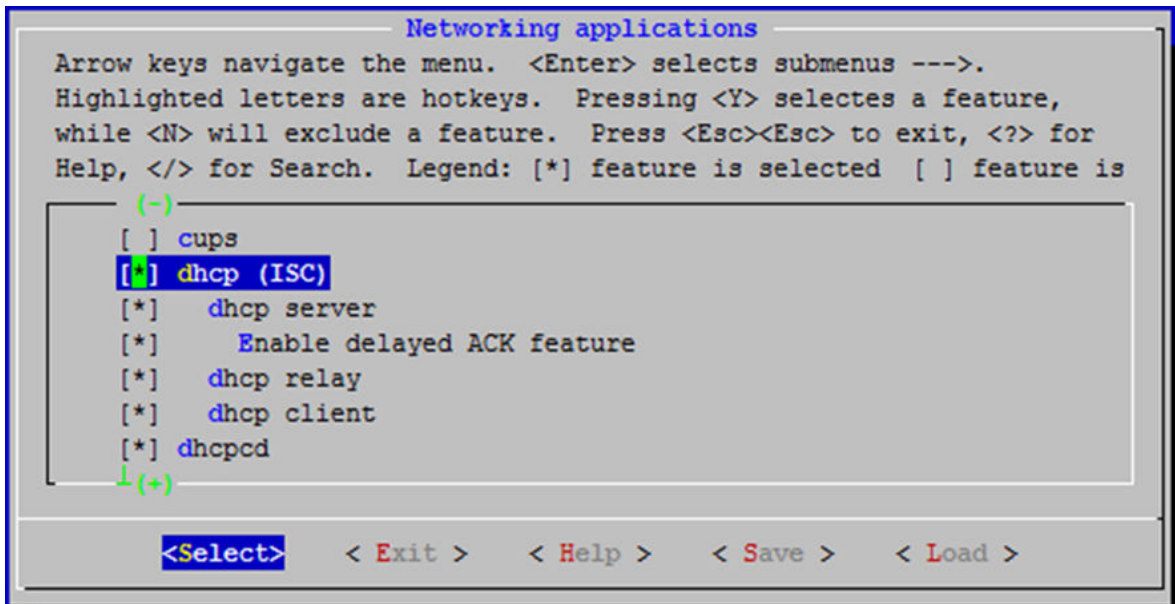 Networking applications
Arrow keys navigate the menu.  <Enter> selects submenus --->.
Highlighted letters are hotkeys.  Pressing <Y> selectes a feature,
while <N> will exclude a feature.  Press <Esc><Esc> to exit, <?> for
Help, </> for Search.  Legend: [*] feature is selected  [ ] feature is
(-)
[ ] cups
[*] dhcp (ISC)
[*]   dhcp server
[*]     Enable delayed ACK feature
[*]   dhcp relay
[*]   dhcp client
[*] dhcpcd
(+)
<Select>    < Exit >    < Help >    < Save >    < Load >